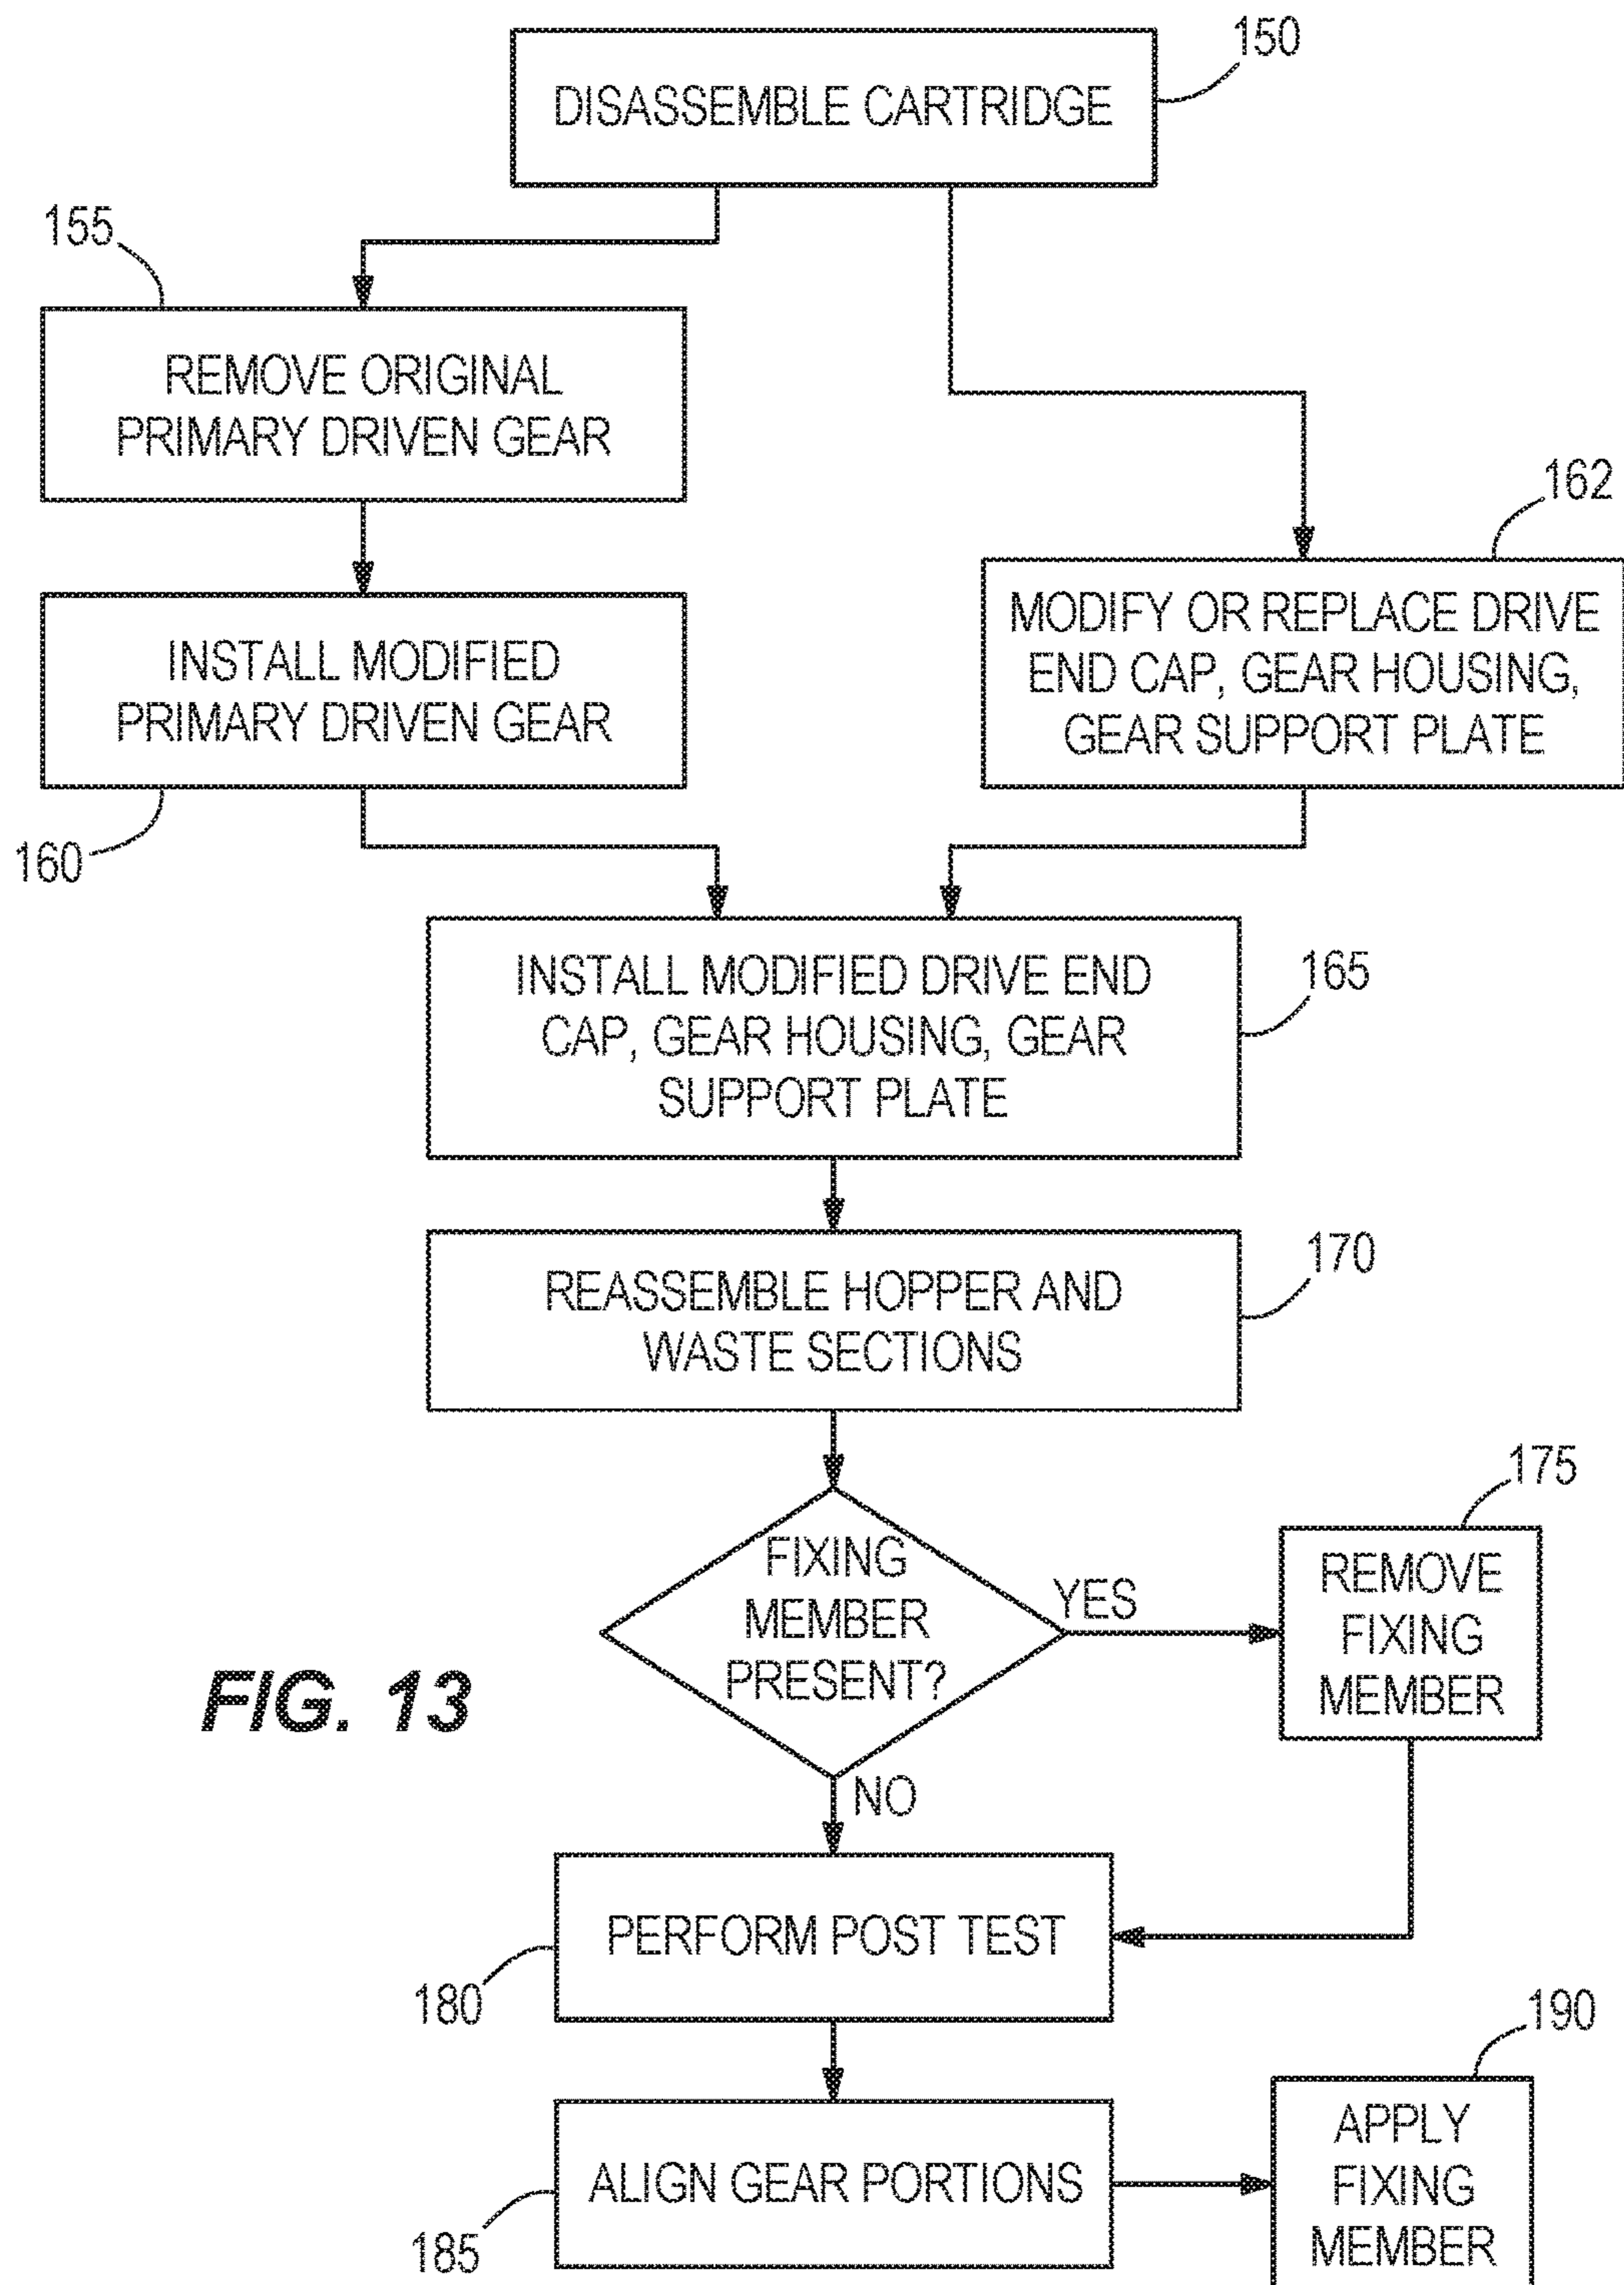 150
DISASSEMBLE CARTRIDGE
155
REMOVE ORIGINAL
PRIMARY DRIVEN GEAR
162
INSTALL MODIFIED
PRIMARY DRIVEN GEAR
160
MODIFY OR REPLACE DRIVE
END CAP, GEAR HOUSING,
GEAR SUPPORT PLATE
INSTALL MODIFIED DRIVE END
CAP, GEAR HOUSING, GEAR
SUPPORT PLATE
165
REASSEMBLE HOPPER AND
WASTE SECTIONS
170
FIXING
MEMBER
PRESENT?
YES
175
REMOVE
FIXING
MEMBER
FIG. 13
NO
PERFORM POST TEST
180
190
ALIGN GEAR PORTIONS
185
APPLY
FIXING
MEMBER